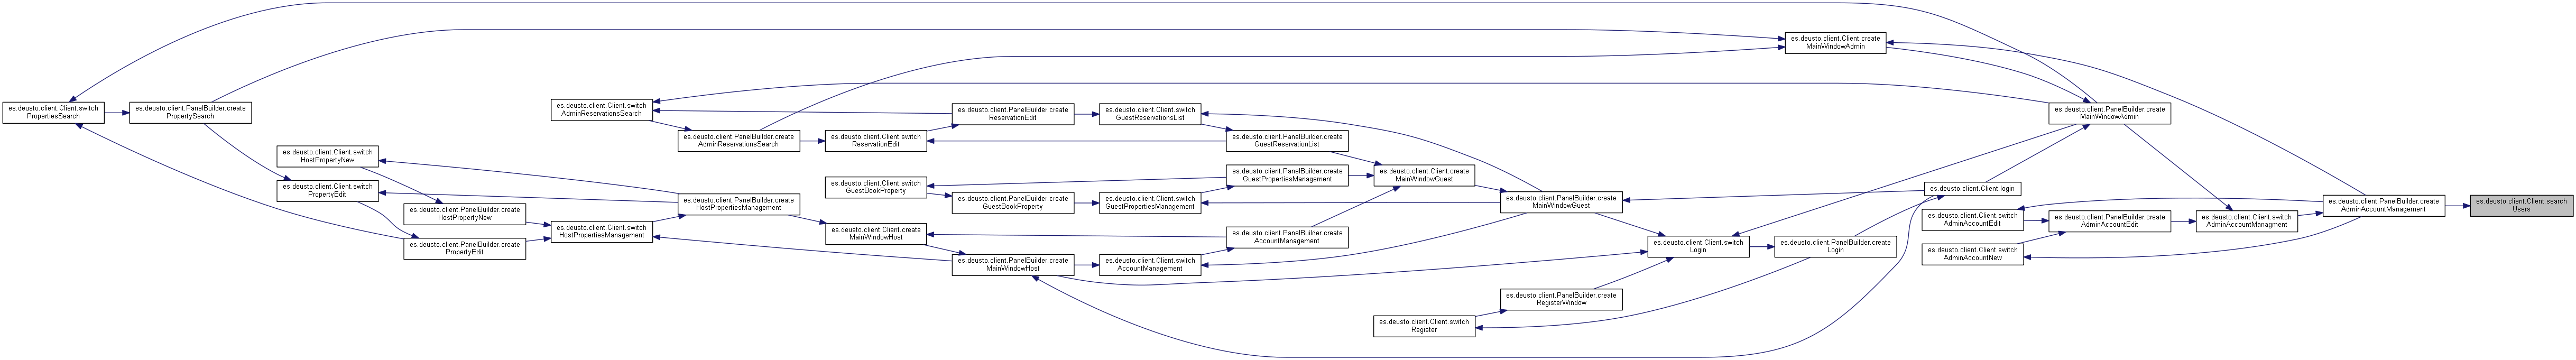 es.deusto.client.Client.switch
PropertiesSearch
es.deusto.client.PanelBuilder.create
PropertySearch
es.deusto.client.Client.switch
HostPropertyNew
es.deusto.client.Client.switch
PropertyEdit
es.deusto.client.PanelBuilder.create
HostPropertyNew
es.deusto.client.PanelBuilder.create
PropertyEdit
es.deusto.client.Client.switch
AdminReservationsSearch
es.deusto.client.Client.switch
HostPropertiesManagement
es.deusto.client.PanelBuilder.create
AdminReservationsSearch
es.deusto.client.PanelBuilder.create
HostPropertiesManagement
es.deusto.client.Client.switch
ReservationEdit
es.deusto.client.Client.switch
GuestBookProperty
es.deusto.client.Client.create
MainWindowHost
es.deusto.client.PanelBuilder.create
ReservationEdit
es.deusto.client.PanelBuilder.create
GuestBookProperty
es.deusto.client.PanelBuilder.create
MainWindowHost
es.deusto.client.Client.switch
GuestReservationsList
es.deusto.client.Client.switch
GuestPropertiesManagement
es.deusto.client.Client.switch
AccountManagement
es.deusto.client.PanelBuilder.create
GuestReservationList
es.deusto.client.PanelBuilder.create
GuestPropertiesManagement
es.deusto.client.PanelBuilder.create
AccountManagement
es.deusto.client.Client.create
MainWindowGuest
es.deusto.client.Client.switch
Register
es.deusto.client.PanelBuilder.create
MainWindowGuest
es.deusto.client.PanelBuilder.create
RegisterWindow
es.deusto.client.Client.switch
Login
es.deusto.client.Client.create
MainWindowAdmin
es.deusto.client.PanelBuilder.create
Login
es.deusto.client.Client.login
es.deusto.client.Client.switch
AdminAccountEdit
es.deusto.client.Client.switch
AdminAccountNew
es.deusto.client.PanelBuilder.create
MainWindowAdmin
es.deusto.client.PanelBuilder.create
AdminAccountEdit
es.deusto.client.Client.switch
AdminAccountManagment
es.deusto.client.PanelBuilder.create
AdminAccountManagement
es.deusto.client.Client.search
Users